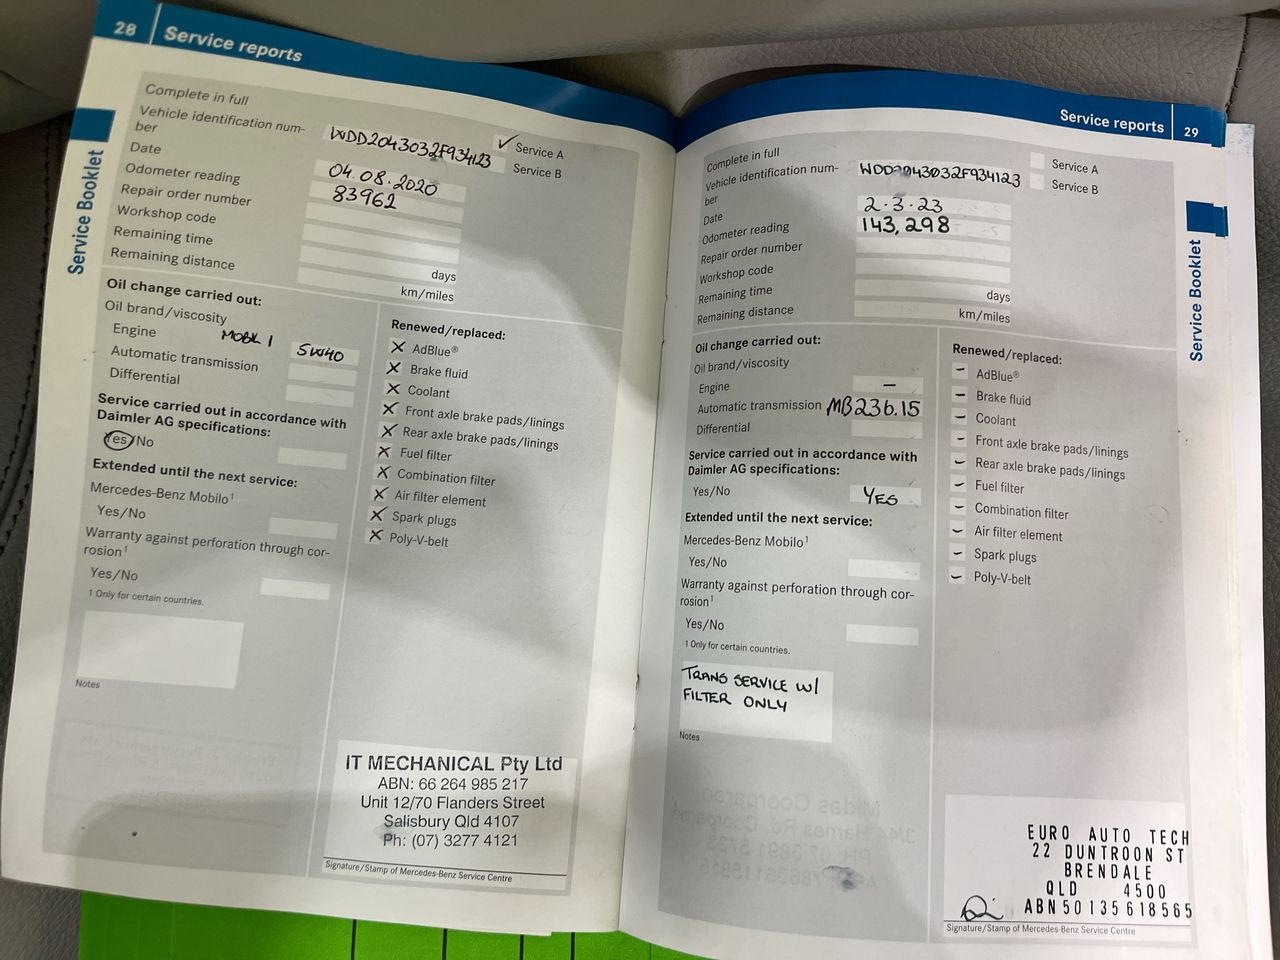 28 Service reports
Complete in full
Vehicle identification num-
ber
WDD2043032F934123
✓ Service A
Service B
Date
04.08.2020
Odometer reading
83962
Repair order number
Workshop code
Remaining time
days
Remaining distance
km/miles
Oil change carried out:
Oil brand/viscosity
Engine MOBIL 1 5W40
Automatic transmission
Differential
Service carried out in accordance with
Daimler AG specifications:
Yes/No
Extended until the next service:
Mercedes-Benz Mobilo¹
Yes/No
Warranty against perforation through cor-
rosion¹
Yes/No
1 Only for certain countries.
Notes
Renewed/replaced:
X AdBlue®
X Brake fluid
X Coolant
X Front axle brake pads/linings
X Rear axle brake pads/linings
X Fuel filter
X Combination filter
X Air filter element
X Spark plugs
X Poly-V-belt
IT MECHANICAL Pty Ltd
ABN: 66 264 985 217
Unit 12/70 Flanders Street
Salisbury Qld 4107
Ph: (07) 3277 4121
Signature/Stamp of Mercedes-Benz Service Centre
Service Booklet
Service reports 29
Complete in full
Vehicle identification num-
ber
WDD2043032F934123
Service A
Service B
Date
2.3.23
Odometer reading
143,298
Repair order number
Workshop code
Remaining time
days
Remaining distance
km/miles
Oil change carried out:
Oil brand/viscosity
Engine –
Automatic transmission MB236.15
Differential
Service carried out in accordance with
Daimler AG specifications:
Yes/No YES
Extended until the next service:
Mercedes-Benz Mobilo¹
Yes/No
Warranty against perforation through cor-
rosion¹
Yes/No
1 Only for certain countries.
TRANS SERVICE W/
FILTER ONLY
Notes
Renewed/replaced:
– AdBlue®
– Brake fluid
– Coolant
– Front axle brake pads/linings
– Rear axle brake pads/linings
– Fuel filter
– Combination filter
– Air filter element
– Spark plugs
– Poly-V-belt
EURO AUTO TECH
22 DUNTROON ST
BRENDALE
QLD 4500
ABN 50 135 618 565
Signature/Stamp of Mercedes-Benz Service Centre
Service Booklet